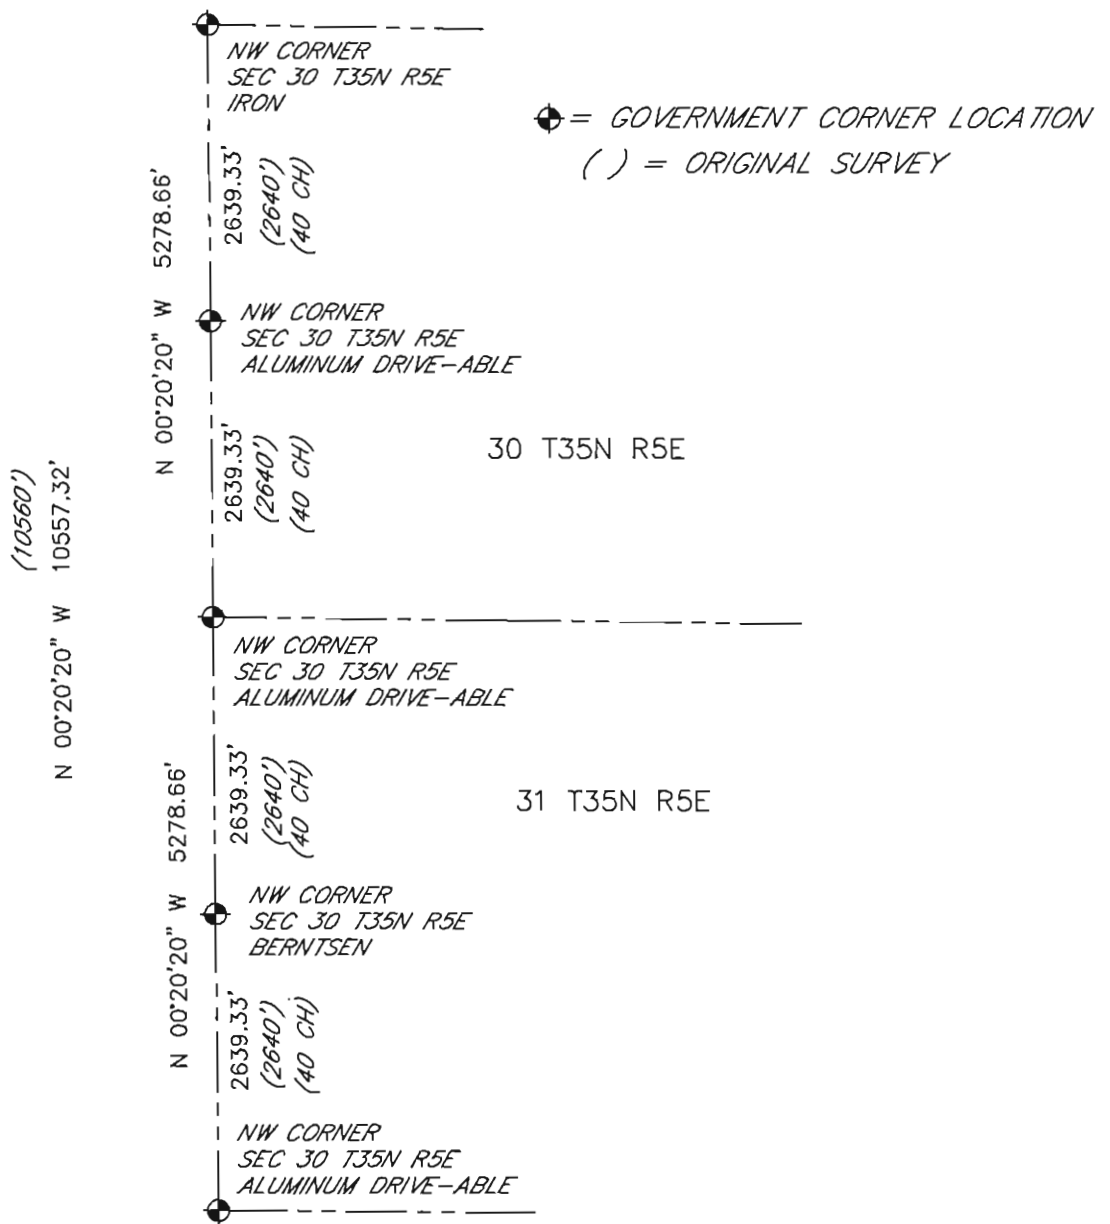 NW CORNER
SEC 30 T35N R5E
IRON
= GOVERNMENT CORNER LOCATION
( ) = ORIGINAL SURVEY
N 00°20'20" W 5278.66'
2639.33'
(2640')
(40 CH)
NW CORNER
SEC 30 T35N R5E
ALUMINUM DRIVE-ABLE
2639.33'
(2640')
(40 CH)
30 T35N R5E
(10560')
N 00°20'20" W 10557.32'
NW CORNER
SEC 30 T35N R5E
ALUMINUM DRIVE-ABLE
N 00°20'20" W 5278.66'
2639.33'
(2640')
(40 CH)
31 T35N R5E
NW CORNER
SEC 30 T35N R5E
BERNTSEN
2639.33'
(2640')
(40 CH)
NW CORNER
SEC 30 T35N R5E
ALUMINUM DRIVE-ABLE